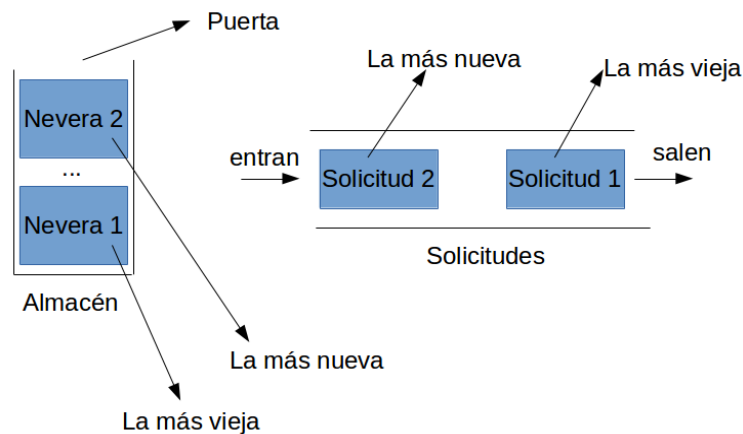 Puerta
Nevera 2
...
Nevera 1
Almacén
La más nueva
La más vieja
La más nueva
La más vieja
entran
Solicitud 2
Solicitud 1
salen
Solicitudes